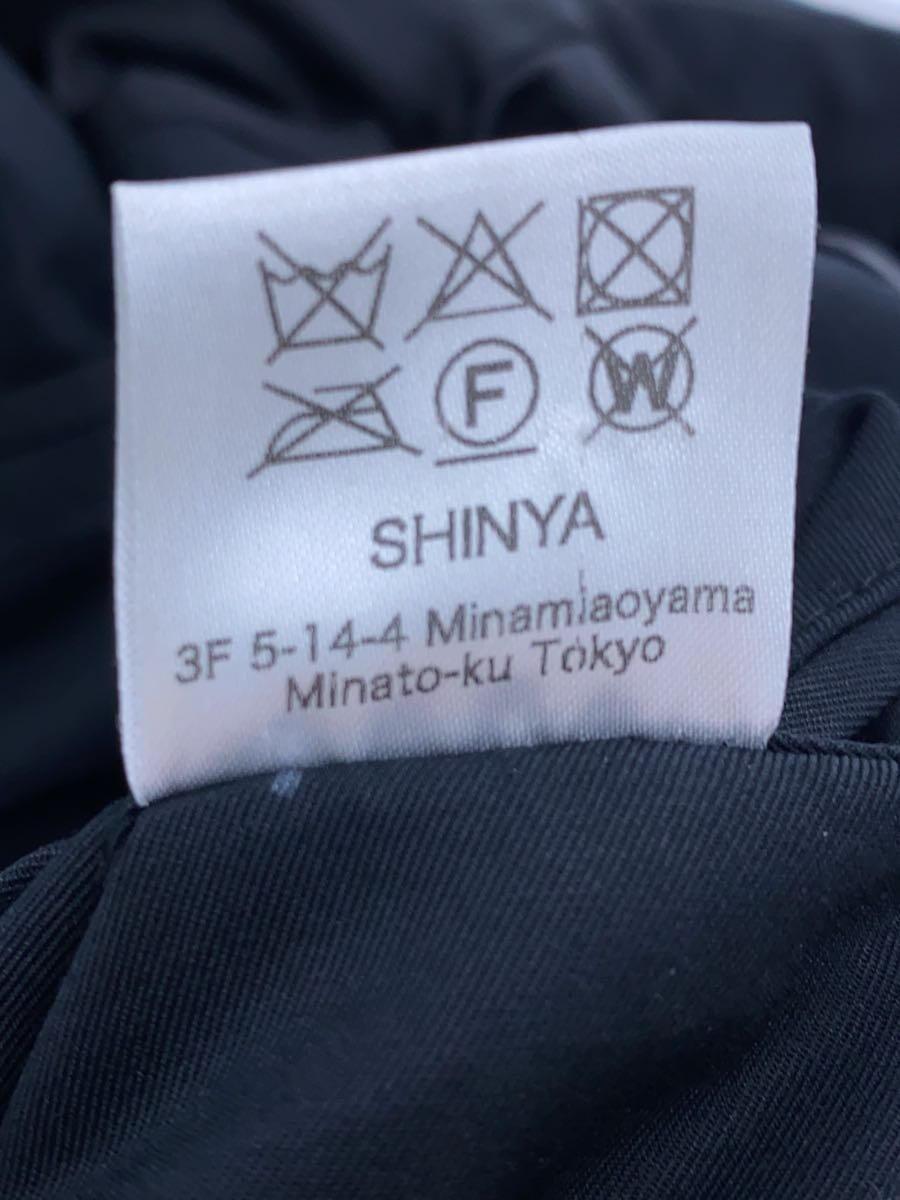 F W
SHINYA
3F 5-14-4 Minamiaoyama
Minato-ku Tokyo